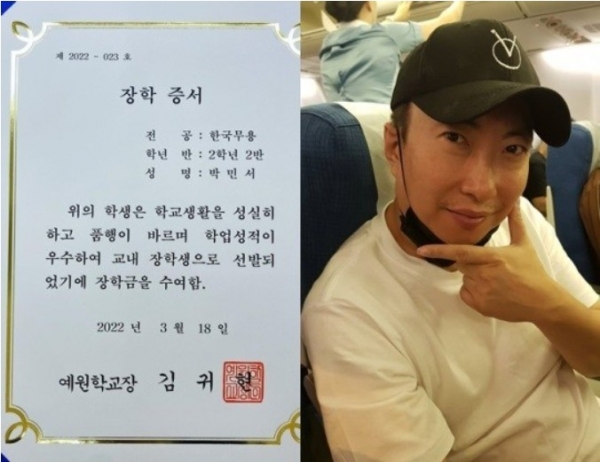 제 2022 - 023 호
장학 증서
전 공 : 한국무용
학년 반 : 2학년 2반
성 명 : 박 민 서
위의 학생은 학교생활을 성실히
하고 품행이 바르며 학업성적이
우수하여 교내 장학생으로 선발되
었기에 장학금을 수여함.
2022 년 3 월 18 일
예원학교장 김 귀 현